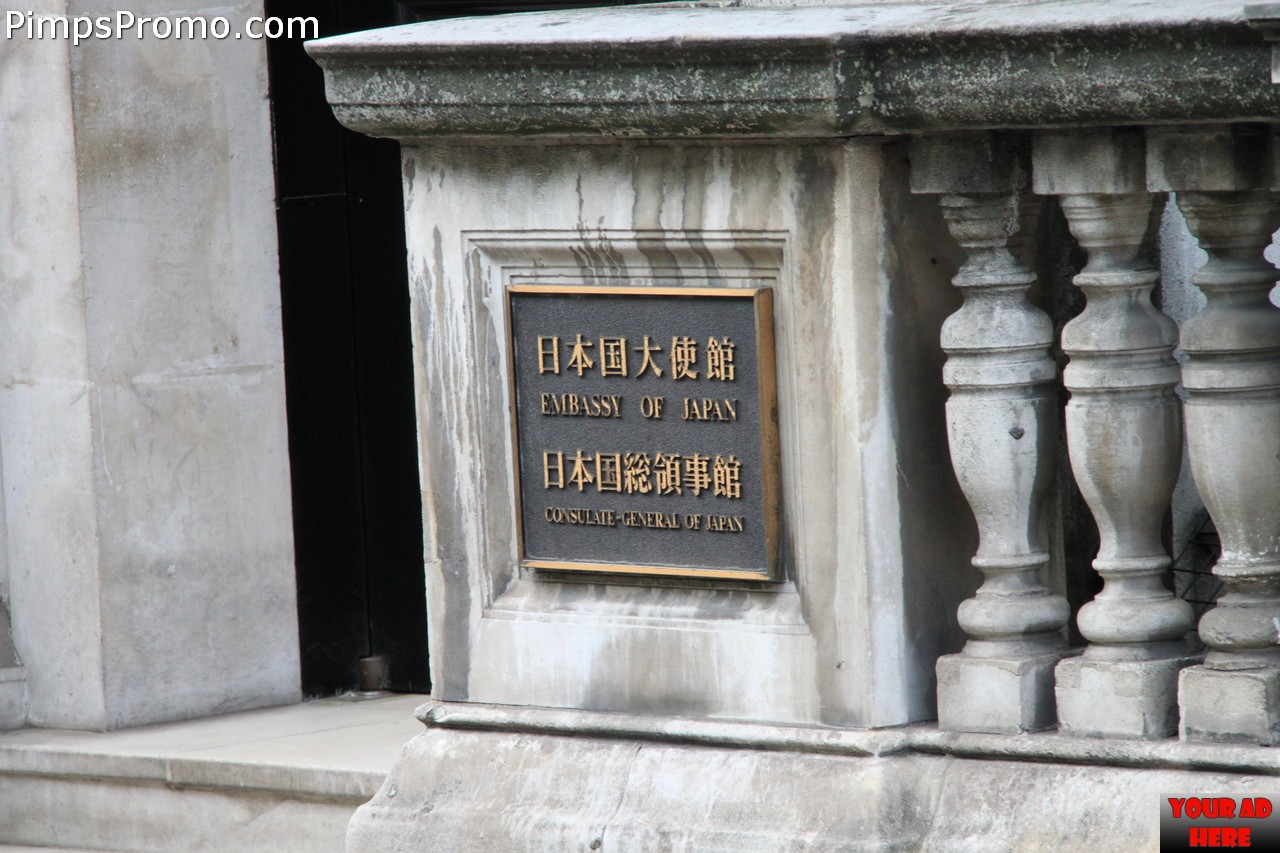 PimpsPromo.com
日本国大使館
EMBASSY OF JAPAN
日本国総領事館
CONSULATE-GENERAL OF JAPAN
YOUR AD
HERE